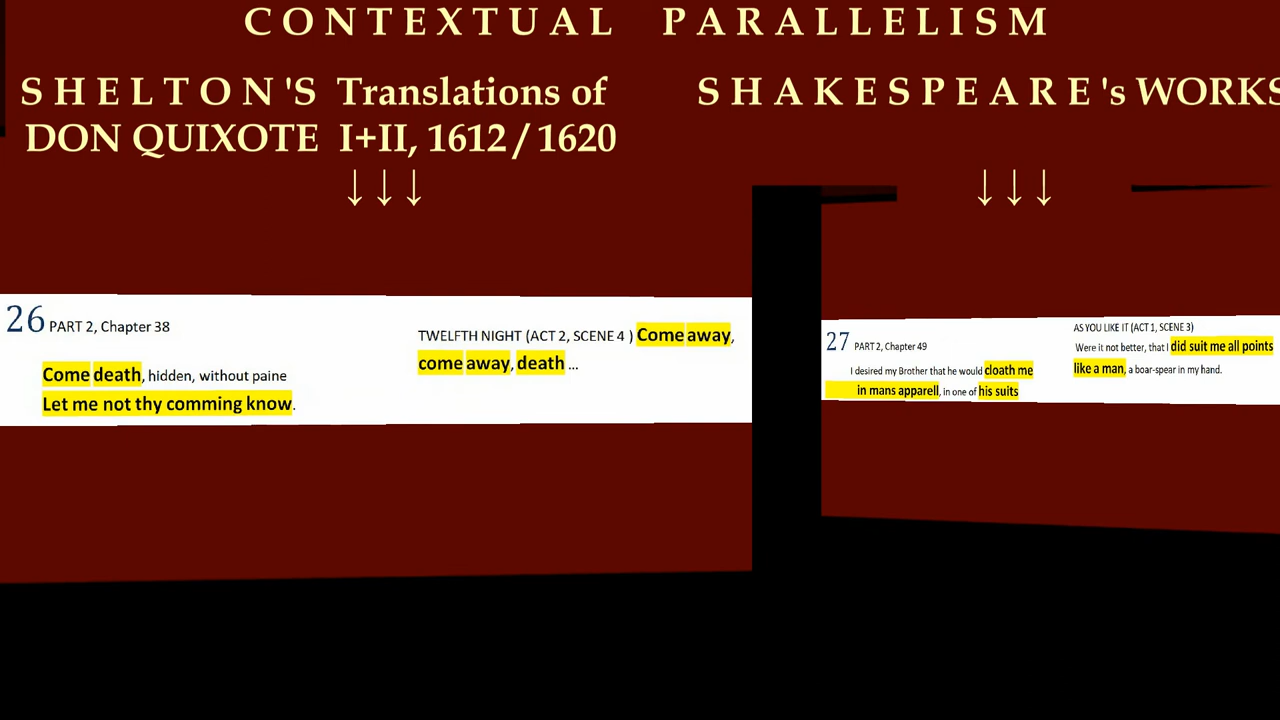 CONTEXTUAL PARALLELISM
SHELTON'S Translations of
DON QUIXOTE I+II, 1612 / 1620
↓↓↓
SHAKESPEARE's WORKS
↓↓↓
26 PART 2, Chapter 38
Come death, hidden, without paine
Let me not thy comming know.
TWELFTH NIGHT (ACT 2, SCENE 4 ) Come away,
come away, death ...
27 PART 2, Chapter 49
I desired my Brother that he would cloath me
in mans apparell, in one of his suits
AS YOU LIKE IT (ACT 1, SCENE 3)
Were it not better, that I did suit me all points
like a man, a boar-spear in my hand.